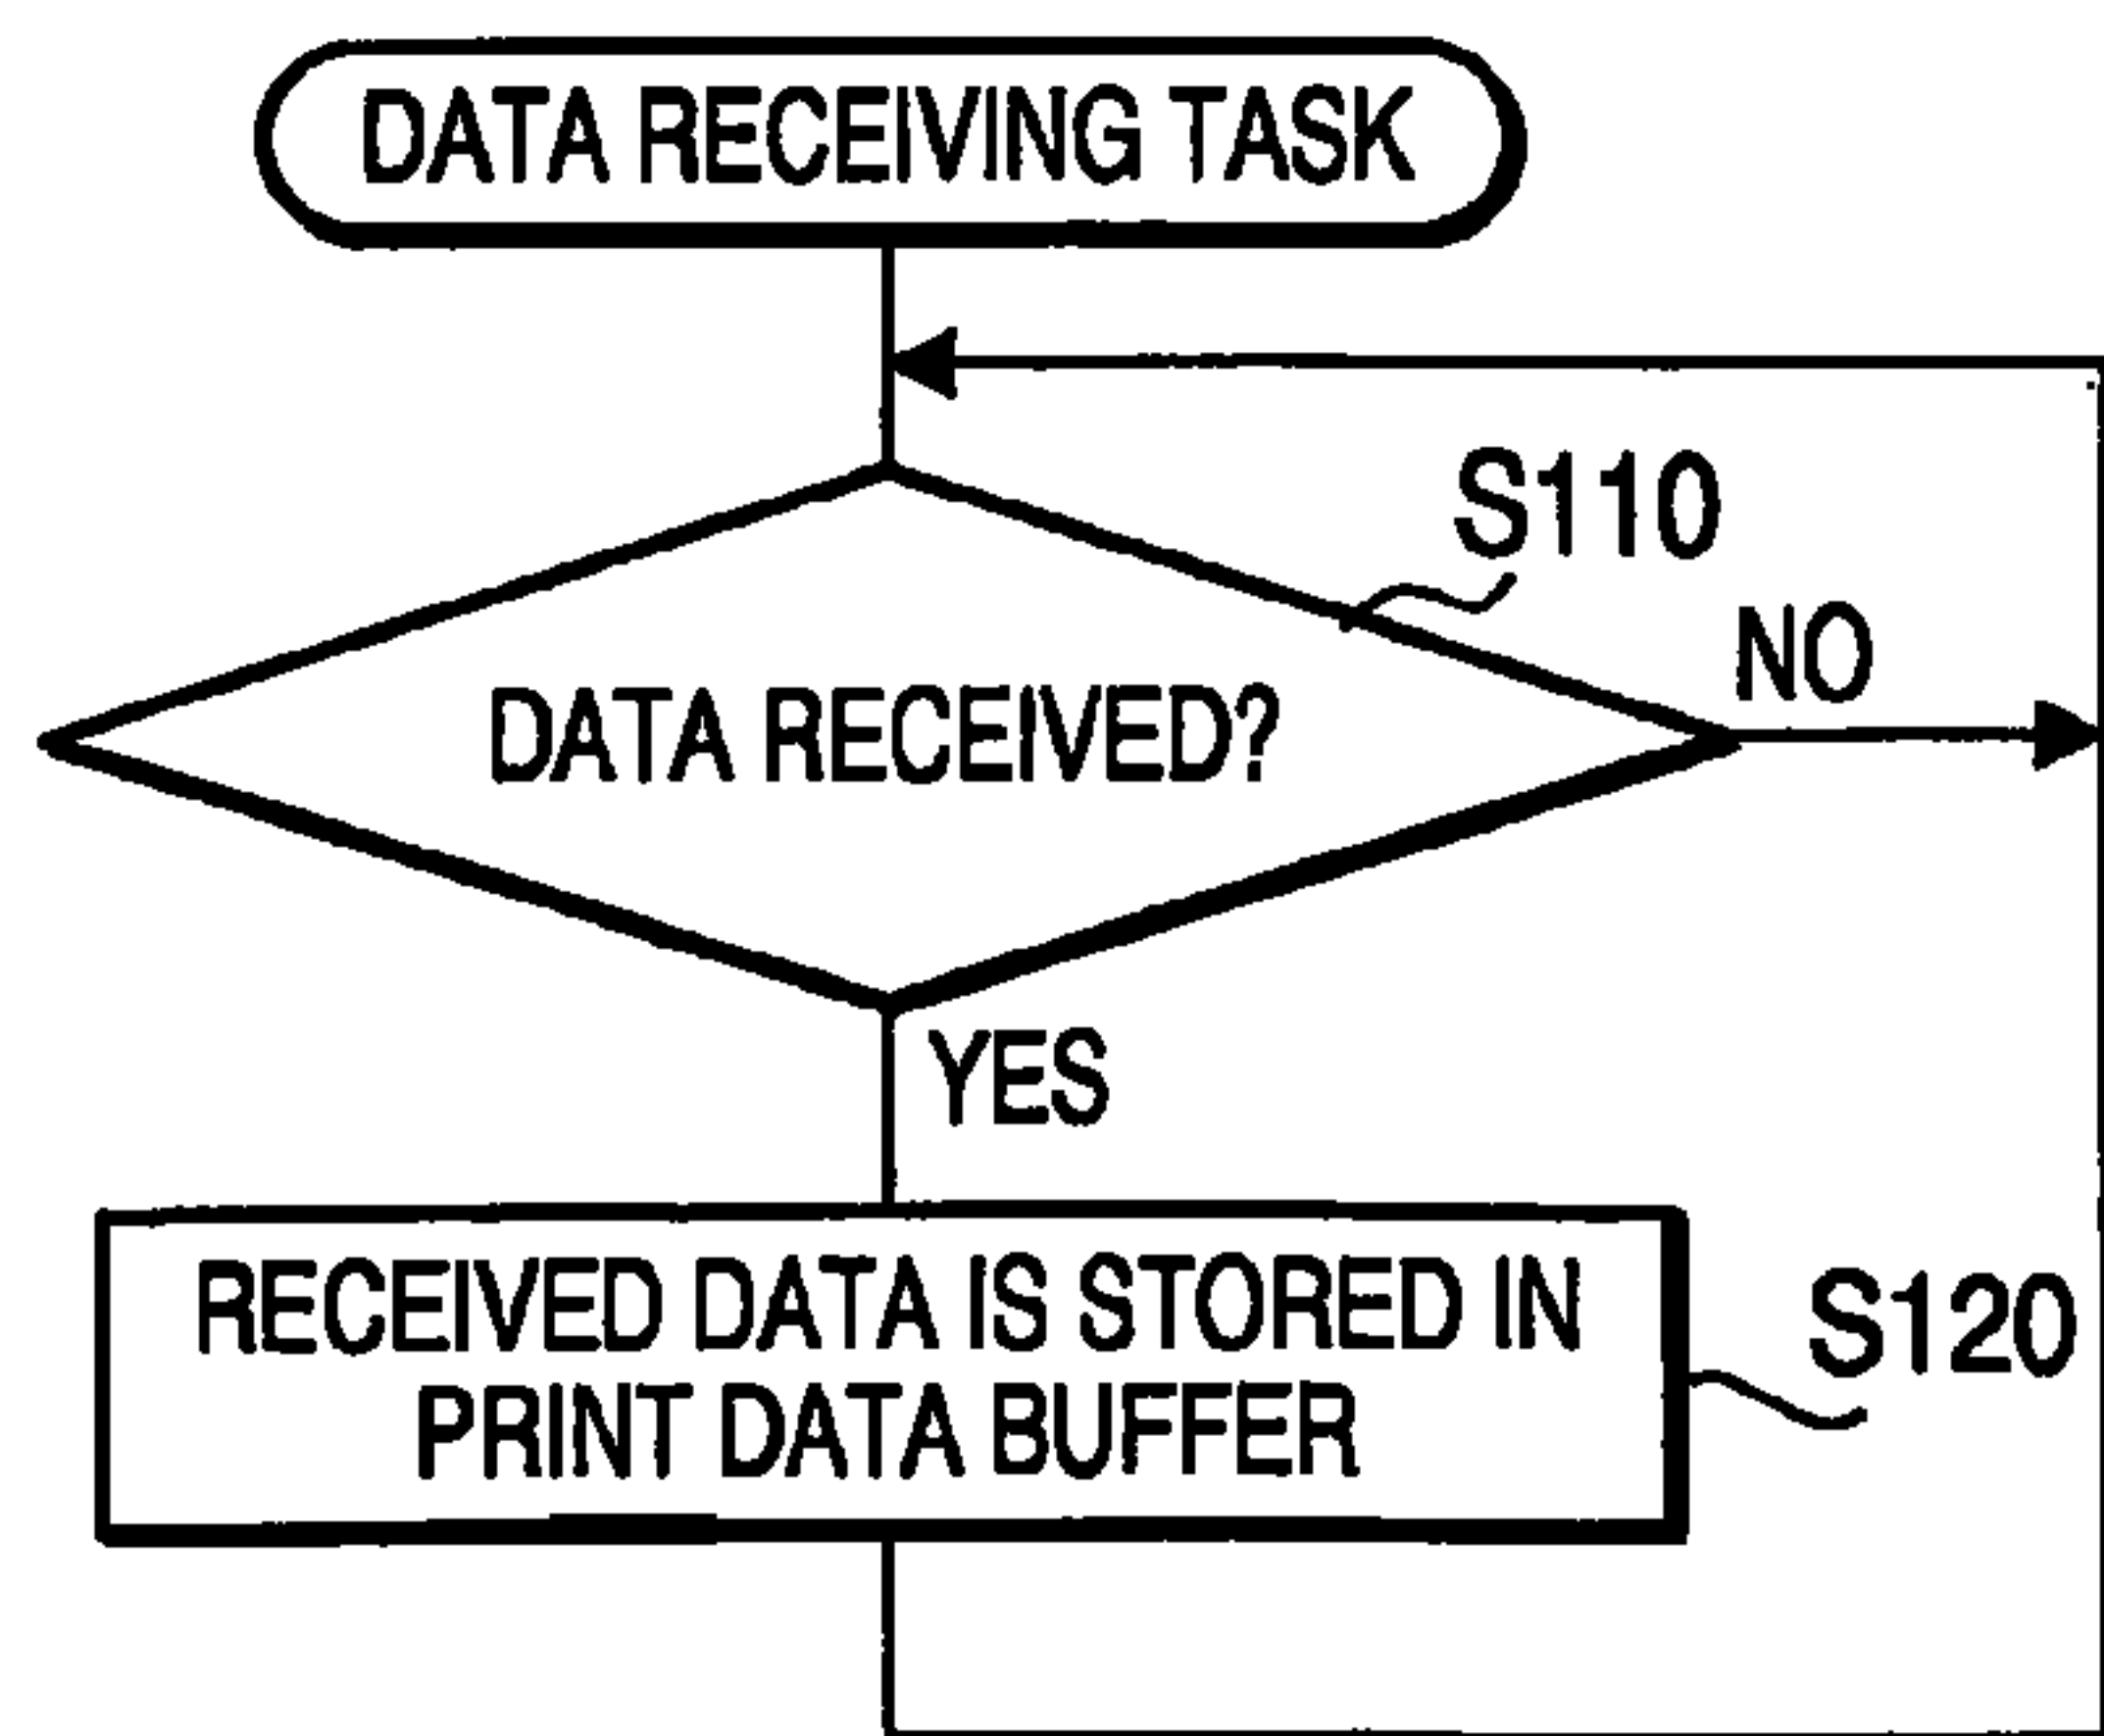 DATA RECEIVING TASK
S110
NO
DATA RECEIVED?
YES
RECEIVED DATA IS STORED IN
PRINT DATA BUFFER
S120